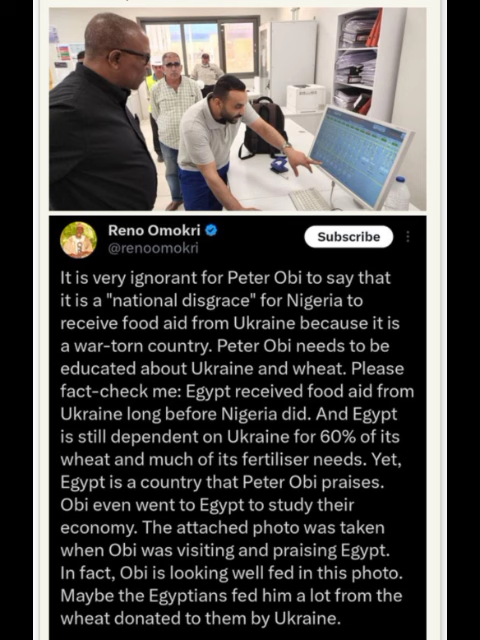 Reno Omokri
@renoomokri
Subscribe
It is very ignorant for Peter Obi to say that
it is a "national disgrace" for Nigeria to
receive food aid from Ukraine because it is
a war-torn country. Peter Obi needs to be
educated about Ukraine and wheat. Please
fact-check me: Egypt received food aid from
Ukraine long before Nigeria did. And Egypt
is still dependent on Ukraine for 60% of its
wheat and much of its fertiliser needs. Yet,
Egypt is a country that Peter Obi praises.
Obi even went to Egypt to study their
economy. The attached photo was taken
when Obi was visiting and praising Egypt.
In fact, Obi is looking well fed in this photo.
Maybe the Egyptians fed him a lot from the
wheat donated to them by Ukraine.